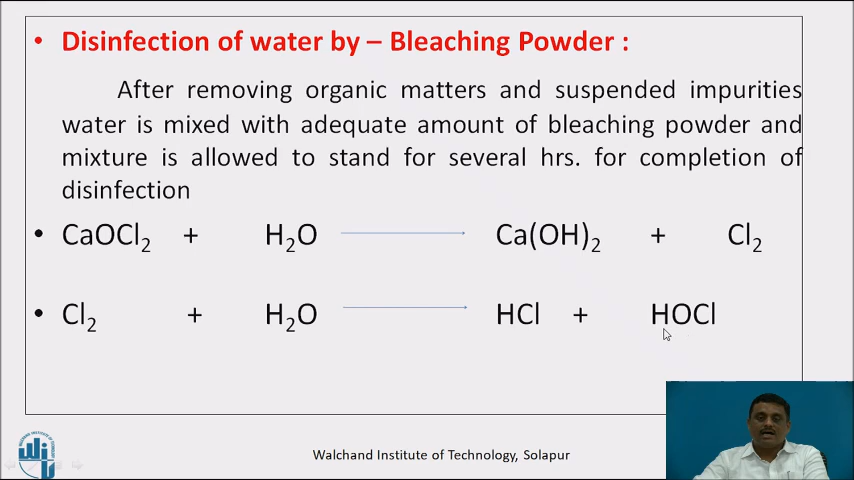 • Disinfection of water by – Bleaching Powder :
After removing organic matters and suspended impurities
water is mixed with adequate amount of bleaching powder and
mixture is allowed to stand for several hrs. for completion of
disinfection
• CaOCl₂ + H₂O ⟶ Ca(OH)₂ + Cl₂
• Cl₂ + H₂O ⟶ HCl + HOCl
Walchand Institute of Technology, Solapur